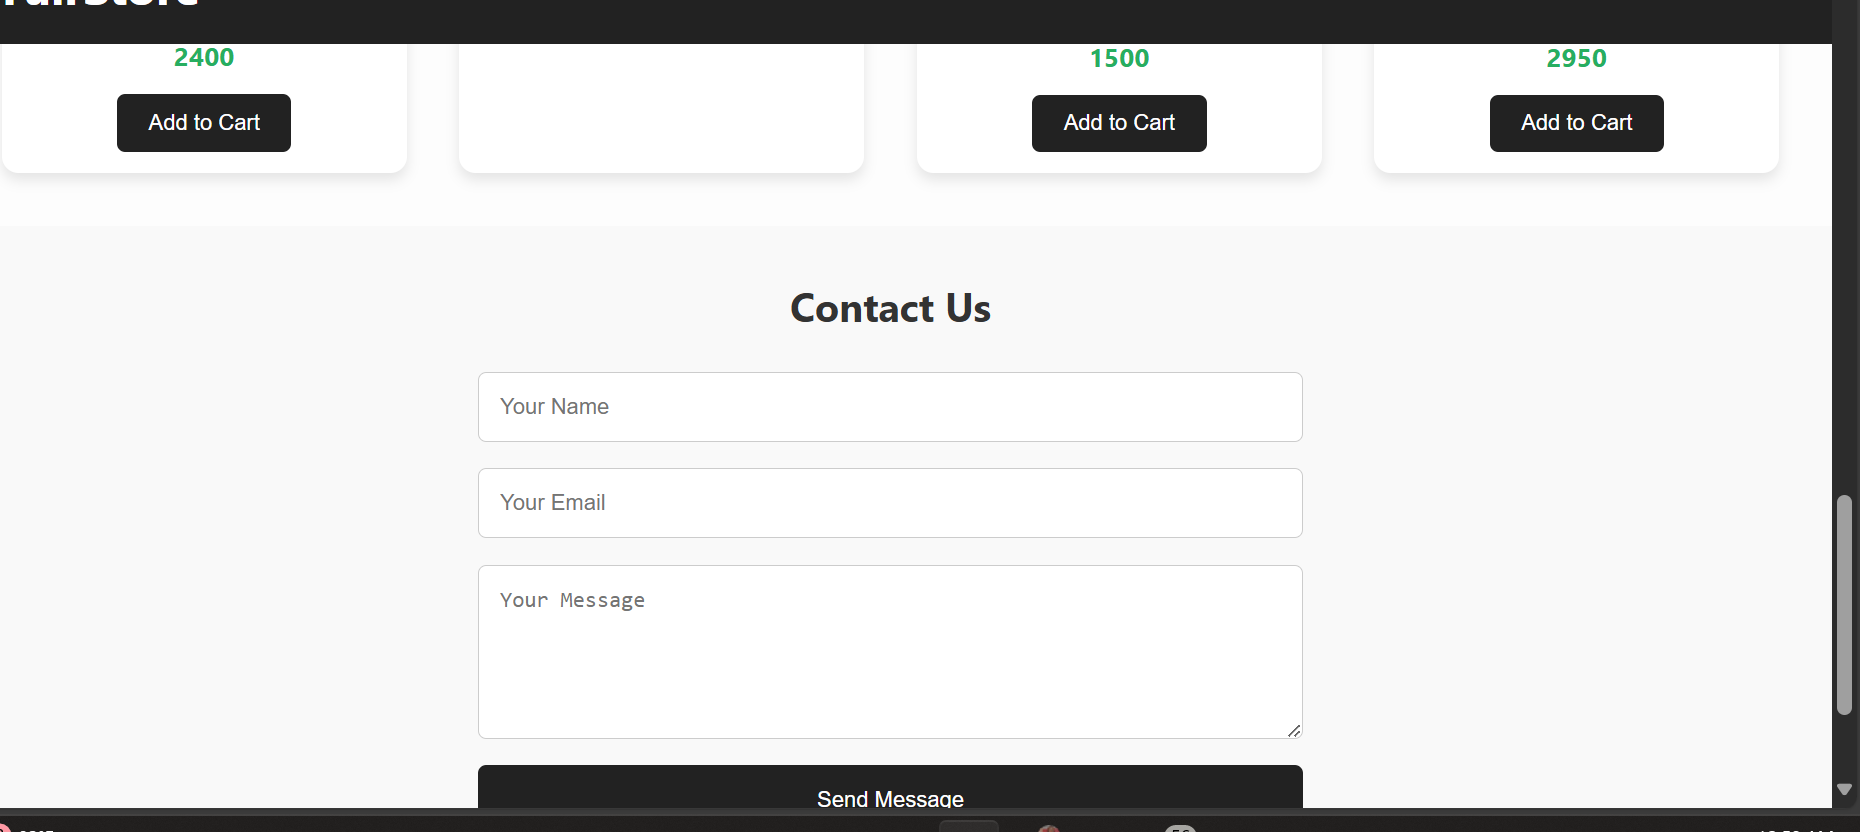 2400
1500
2950
Add to Cart
Add to Cart
Add to Cart
Contact Us
Your Name
Your Email
Your Message
Send Message